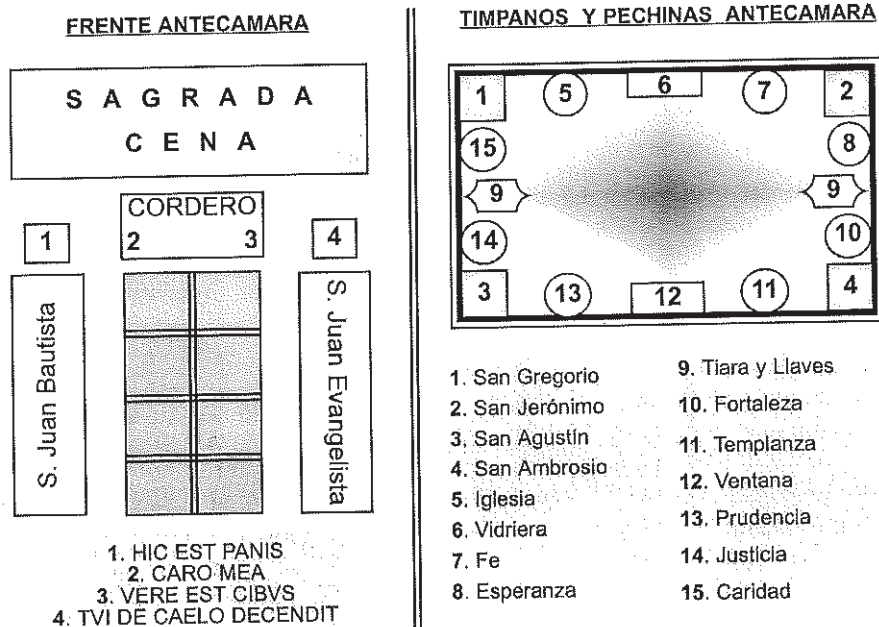 FRENTE ANTECAMARA
SAGRADA
CENA
CORDERO
1
2 3
4
S. Juan Bautista
S. Juan Evangelista
1. HIC EST PANIS
2. CARO MEA
3. VERE EST CIBVS
4. TVI DE CAELO DECENDIT
TIMPANOS Y PECHINAS ANTECAMARA
1 5 6 7 2
15 8
9 9
14 10
3 13 12 11 4
1. San Gregorio
2. San Jerónimo
3, San Agustín
4. San Ambrosio
5. Iglesia
6. Vidriera
7. Fe
8. Esperanza
9. Tiara y Llaves
10. Fortaleza
11. Templanza
12. Ventana
13. Prudencia
14. Justicia
15. Caridad